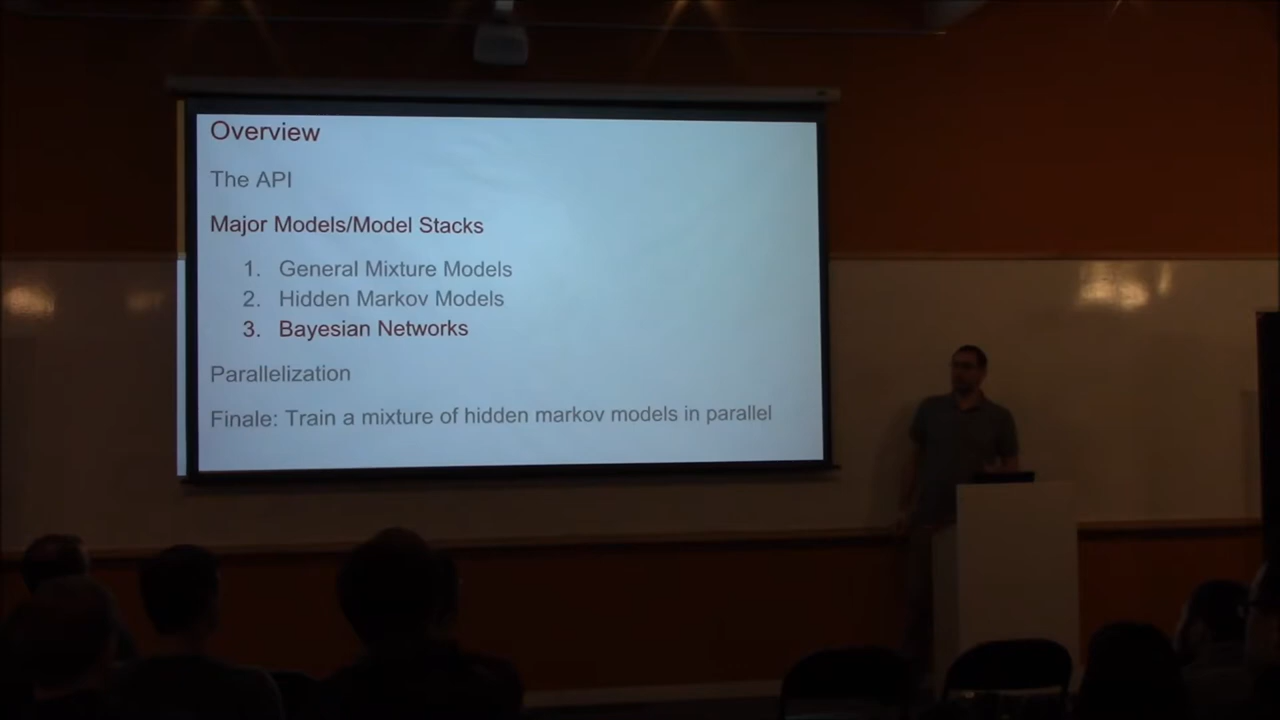 Overview
The API
Major Models/Model Stacks
1. General Mixture Models
2. Hidden Markov Models
3. Bayesian Networks
Parallelization
Finale: Train a mixture of hidden markov models in parallel